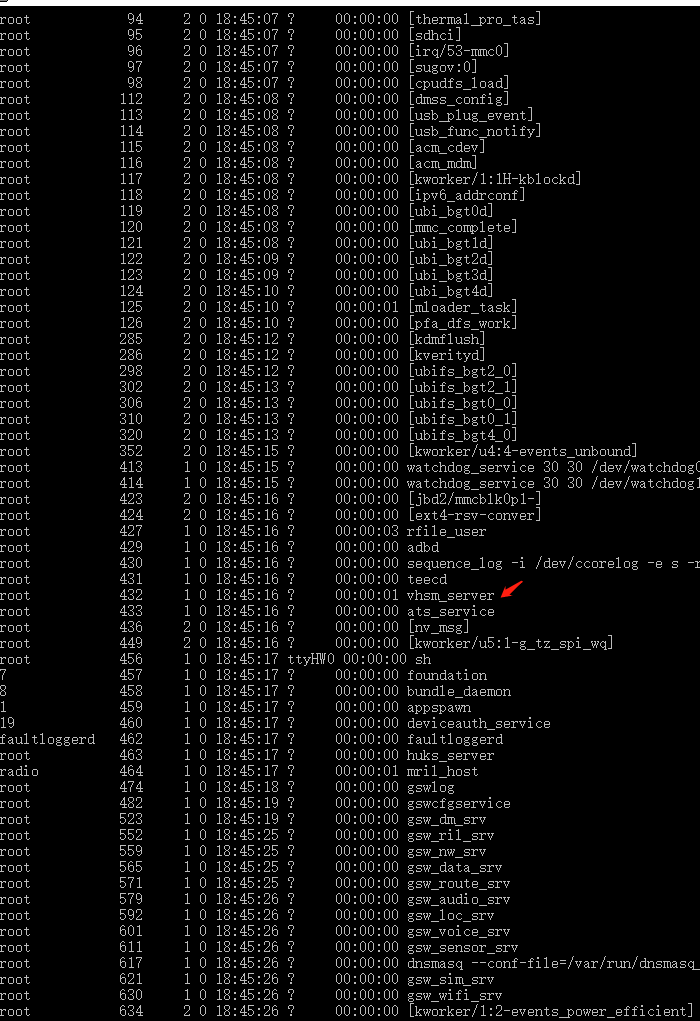 root 94 2 0 18:45:07 ? 00:00:00 [thermal_pro_tas]
root 95 2 0 18:45:07 ? 00:00:00 [sdhci]
root 96 2 0 18:45:07 ? 00:00:00 [irq/53-mmc0]
root 97 2 0 18:45:07 ? 00:00:00 [sugov:0]
root 98 2 0 18:45:07 ? 00:00:00 [cpudfs_load]
root 112 2 0 18:45:08 ? 00:00:00 [dmss_config]
root 113 2 0 18:45:08 ? 00:00:00 [usb_plug_event]
root 114 2 0 18:45:08 ? 00:00:00 [usb_func_notify]
root 115 2 0 18:45:08 ? 00:00:00 [acm_cdev]
root 116 2 0 18:45:08 ? 00:00:00 [acm_mdm]
root 117 2 0 18:45:08 ? 00:00:00 [kworker/1:1H-kblockd]
root 118 2 0 18:45:08 ? 00:00:00 [ipv6_addrconf]
root 119 2 0 18:45:08 ? 00:00:00 [ubi_bgt0d]
root 120 2 0 18:45:08 ? 00:00:00 [mmc_complete]
root 121 2 0 18:45:08 ? 00:00:00 [ubi_bgt1d]
root 122 2 0 18:45:09 ? 00:00:00 [ubi_bgt2d]
root 123 2 0 18:45:09 ? 00:00:00 [ubi_bgt3d]
root 124 2 0 18:45:10 ? 00:00:00 [ubi_bgt4d]
root 125 2 0 18:45:10 ? 00:00:01 [mloader_task]
root 126 2 0 18:45:10 ? 00:00:00 [pfa_dfs_work]
root 285 2 0 18:45:12 ? 00:00:00 [kdmflush]
root 286 2 0 18:45:12 ? 00:00:00 [kverityd]
root 298 2 0 18:45:12 ? 00:00:00 [ubifs_bgt2_0]
root 302 2 0 18:45:13 ? 00:00:00 [ubifs_bgt2_1]
root 306 2 0 18:45:13 ? 00:00:00 [ubifs_bgt0_0]
root 310 2 0 18:45:13 ? 00:00:00 [ubifs_bgt0_1]
root 320 2 0 18:45:13 ? 00:00:00 [ubifs_bgt4_0]
root 352 2 0 18:45:15 ? 00:00:00 [kworker/u4:4-events_unbound]
root 413 1 0 18:45:15 ? 00:00:00 watchdog_service 30 30 /dev/watchdog0
root 414 1 0 18:45:15 ? 00:00:00 watchdog_service 30 30 /dev/watchdog1
root 423 2 0 18:45:16 ? 00:00:00 [jbd2/mmcblk0p1-]
root 424 2 0 18:45:16 ? 00:00:00 [ext4-rsv-conver]
root 427 1 0 18:45:16 ? 00:00:03 rfile_user
root 429 1 0 18:45:16 ? 00:00:00 adbd
root 430 1 0 18:45:16 ? 00:00:00 sequence_log -i /dev/ccorelog -e s -r
root 431 1 0 18:45:16 ? 00:00:00 teecd
root 432 1 0 18:45:16 ? 00:00:01 vhsm_server
root 433 1 0 18:45:16 ? 00:00:00 ats_service
root 436 2 0 18:45:16 ? 00:00:00 [nv_msg]
root 449 2 0 18:45:16 ? 00:00:00 [kworker/u5:1-g_tz_spi_wq]
root 456 1 0 18:45:17 ttyHW0 00:00:00 sh
7 457 1 0 18:45:17 ? 00:00:00 foundation
8 458 1 0 18:45:17 ? 00:00:00 bundle_daemon
1 459 1 0 18:45:17 ? 00:00:00 appspawn
19 460 1 0 18:45:17 ? 00:00:00 deviceauth_service
faultloggerd 462 1 0 18:45:17 ? 00:00:00 faultloggerd
root 463 1 0 18:45:17 ? 00:00:00 huks_server
radio 464 1 0 18:45:17 ? 00:00:01 mril_host
root 474 1 0 18:45:18 ? 00:00:00 gswlog
root 482 1 0 18:45:19 ? 00:00:00 gswcfgservice
root 523 1 0 18:45:19 ? 00:00:00 gsw_dm_srv
root 552 1 0 18:45:25 ? 00:00:00 gsw_ril_srv
root 559 1 0 18:45:25 ? 00:00:00 gsw_nw_srv
root 565 1 0 18:45:25 ? 00:00:00 gsw_data_srv
root 571 1 0 18:45:25 ? 00:00:00 gsw_route_srv
root 579 1 0 18:45:26 ? 00:00:00 gsw_audio_srv
root 592 1 0 18:45:26 ? 00:00:00 gsw_loc_srv
root 601 1 0 18:45:26 ? 00:00:00 gsw_voice_srv
root 611 1 0 18:45:26 ? 00:00:00 gsw_sensor_srv
root 617 1 0 18:45:26 ? 00:00:00 dnsmasq --conf-file=/var/run/dnsmasq_
root 621 1 0 18:45:26 ? 00:00:00 gsw_sim_srv
root 630 1 0 18:45:26 ? 00:00:00 gsw_wifi_srv
root 634 2 0 18:45:26 ? 00:00:00 [kworker/1:2-events_power_efficient]